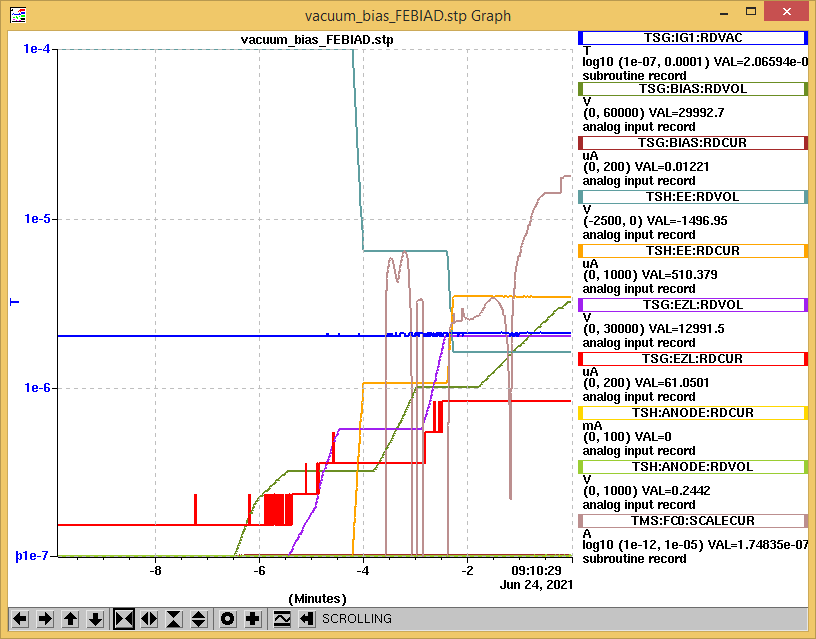 vacuum_bias_FEBIAD.stp Graph
vacuum_bias_FEBIAD.stp
1e-4
1e-5
T
1e-6
1e-7
-8
-6
-4
-2
09:10:29
Jun 24, 2021
(Minutes)
TSG:IG1:RDVAC
T
log10 (1e-07, 0.0001) VAL=2.06594e-0
subroutine record
TSG:BIAS:RDVOL
V
(0, 60000) VAL=29992.7
analog input record
TSG:BIAS:RDCUR
uA
(0, 200) VAL=0.01221
analog input record
TSH:EE:RDVOL
V
(-2500, 0) VAL=-1496.95
analog input record
TSH:EE:RDCUR
uA
(0, 1000) VAL=510.379
analog input record
TSG:EZL:RDVOL
V
(0, 30000) VAL=12991.5
analog input record
TSG:EZL:RDCUR
uA
(0, 200) VAL=61.0501
analog input record
TSH:ANODE:RDCUR
mA
(0, 100) VAL=0
analog input record
TSH:ANODE:RDVOL
V
(0, 1000) VAL=0.2442
analog input record
TMS:FC0:SCALECUR
A
log10 (1e-12, 1e-05) VAL=1.74835e-07
subroutine record
SCROLLING